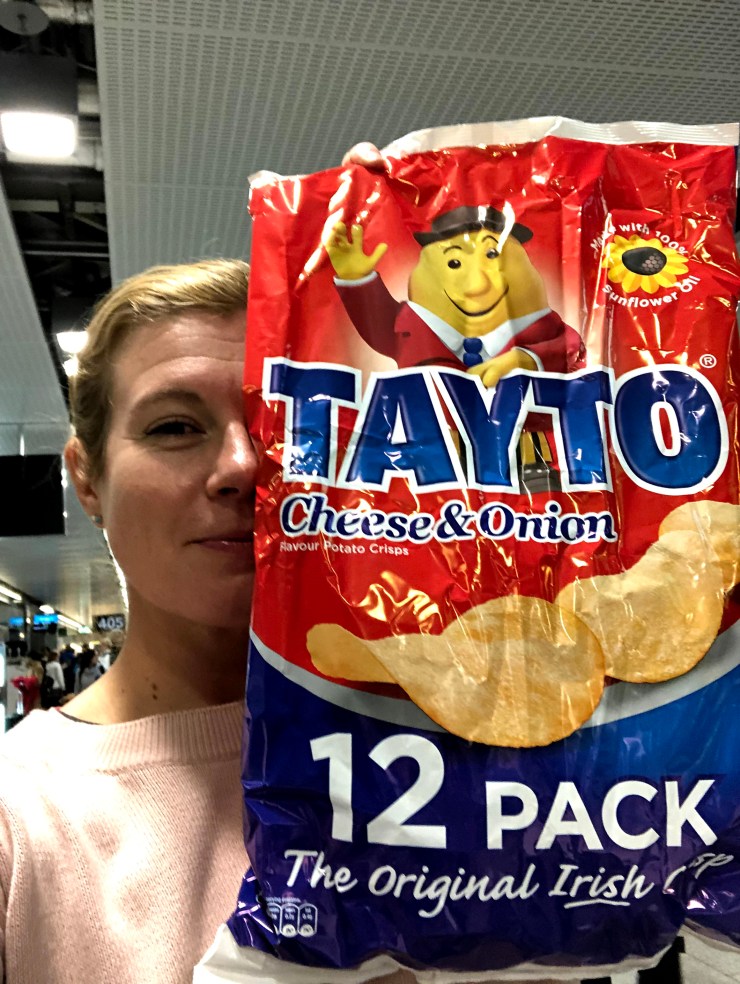 Made with 100%
Sunflower Oil
TAYTO®
Cheese & Onion
Flavour Potato Crisps
12 PACK
The Original Irish
405